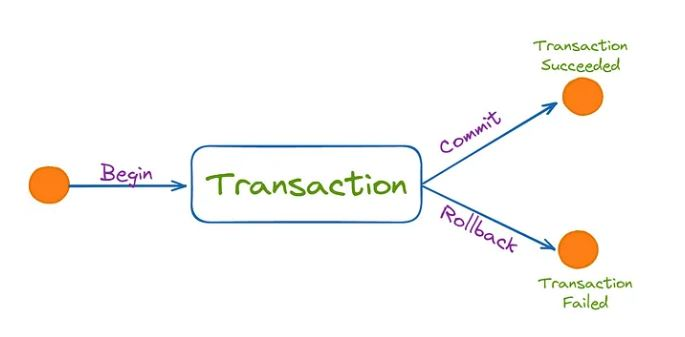 Transaction
Succeeded
Commit
Begin
Transaction
Rollback
Transaction
Failed